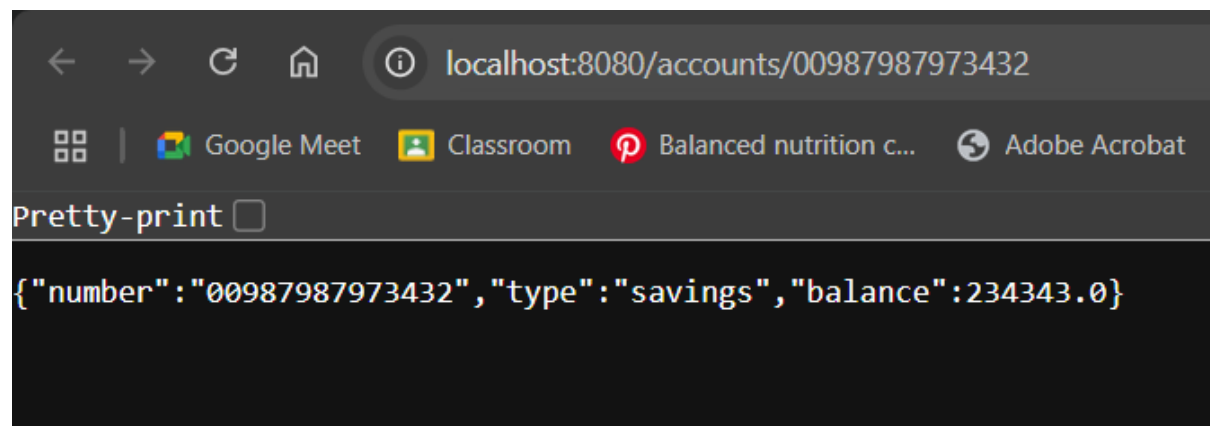 localhost:8080/accounts/00987987973432
Google Meet Classroom Balanced nutrition c... Adobe Acrobat
Pretty-print
{"number":"00987987973432","type":"savings","balance":234343.0}